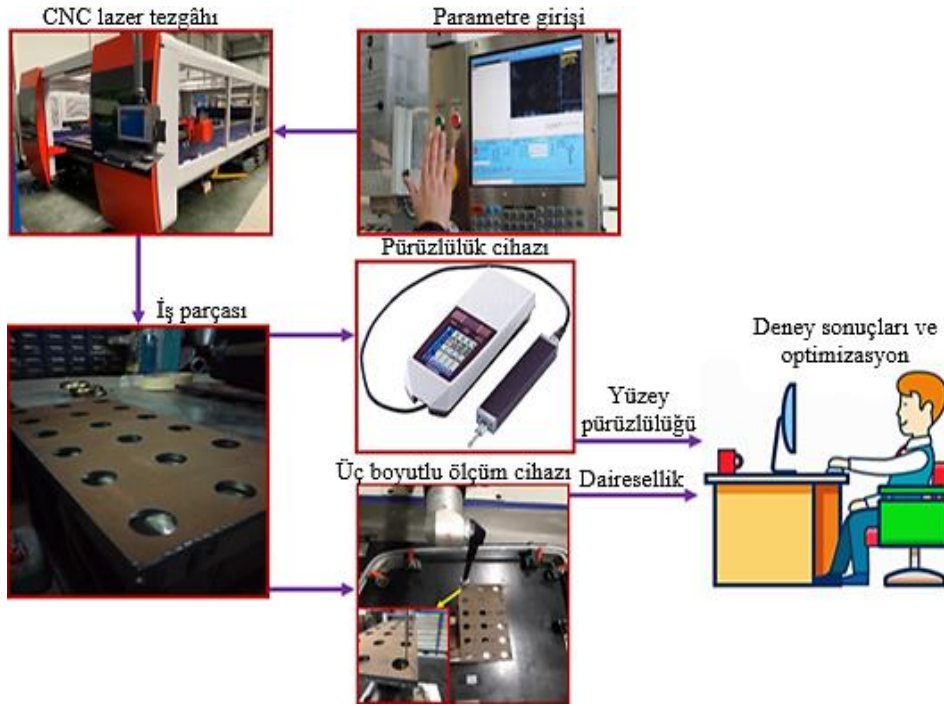 CNC lazer tezgâhı
Parametre girişi
Pürüzlülük cihazı
İş parçası
Deney sonuçları ve
optimizasyon
Yüzey
pürüzlülüğü
Üç boyutlu ölçüm cihazı
Dairesellik